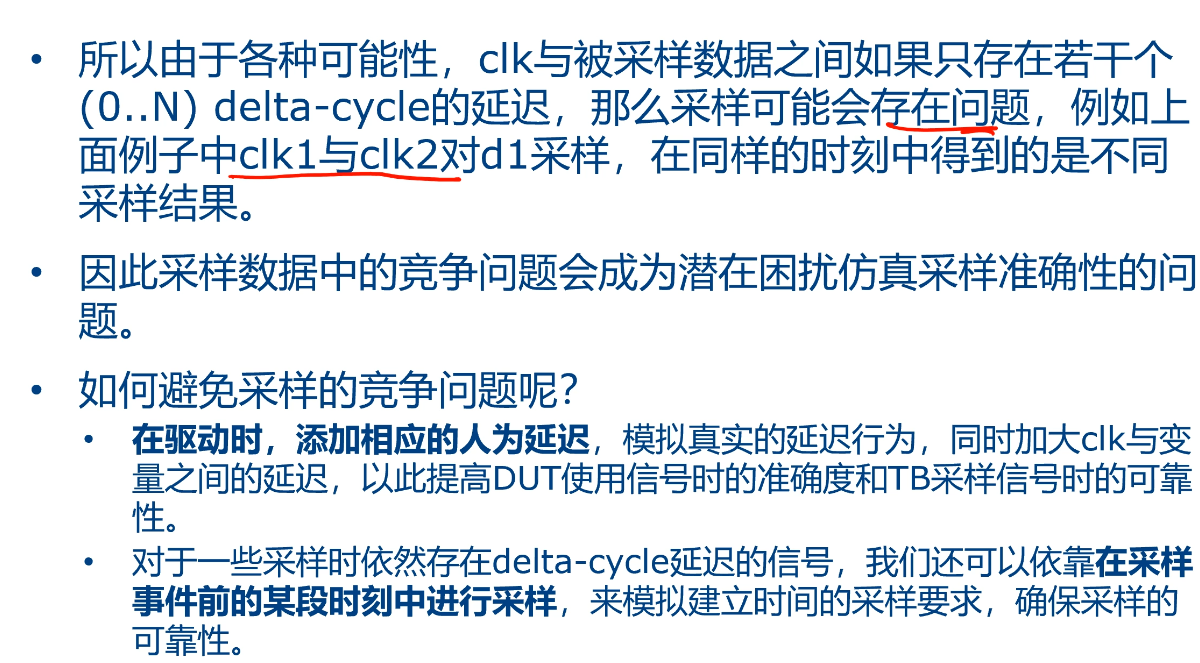 • 所以由于各种可能性，clk与被采样数据之间如果只存在若干个
(0..N) delta-cycle的延迟，那么采样可能会存在问题，例如上
面例子中clk1与clk2对d1采样，在同样的时刻中得到的是不同
采样结果。
• 因此采样数据中的竞争问题会成为潜在困扰仿真采样准确性的问
题。
• 如何避免采样的竞争问题呢？
• 在驱动时，添加相应的人为延迟，模拟真实的延迟行为，同时加大clk与变
量之间的延迟，以此提高DUT使用信号时的准确度和TB采样信号时的可靠
性。
• 对于一些采样时依然存在delta-cycle延迟的信号，我们还可以依靠在采样
事件前的某段时刻中进行采样，来模拟建立时间的采样要求，确保采样的
可靠性。